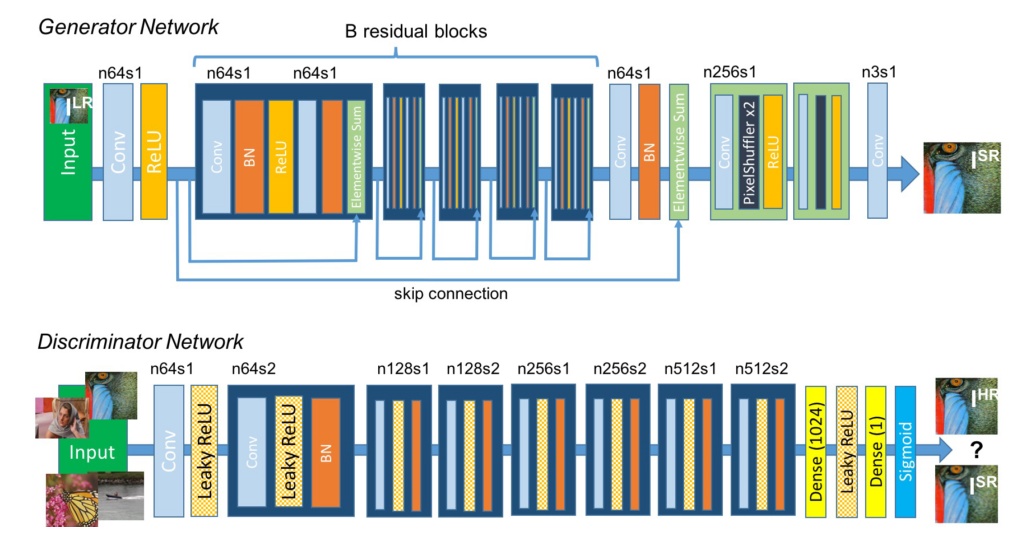 Generator Network
B residual blocks
n64s1
n64s1
n64s1
n64s1
n256s1
n3s1
I^LR
Input
Conv
ReLU
Conv
BN
ReLU
Elementwise Sum
Conv
BN
Elementwise Sum
Conv
PixelShuffler x2
ReLU
Conv
I^SR
skip connection
Discriminator Network
n64s1
n64s2
n128s1
n128s2
n256s1
n256s2
n512s1
n512s2
Input
Conv
Leaky ReLU
Conv
Leaky ReLU
BN
Dense (1024)
Leaky ReLU
Dense (1)
Sigmoid
I^HR
?
I^SR